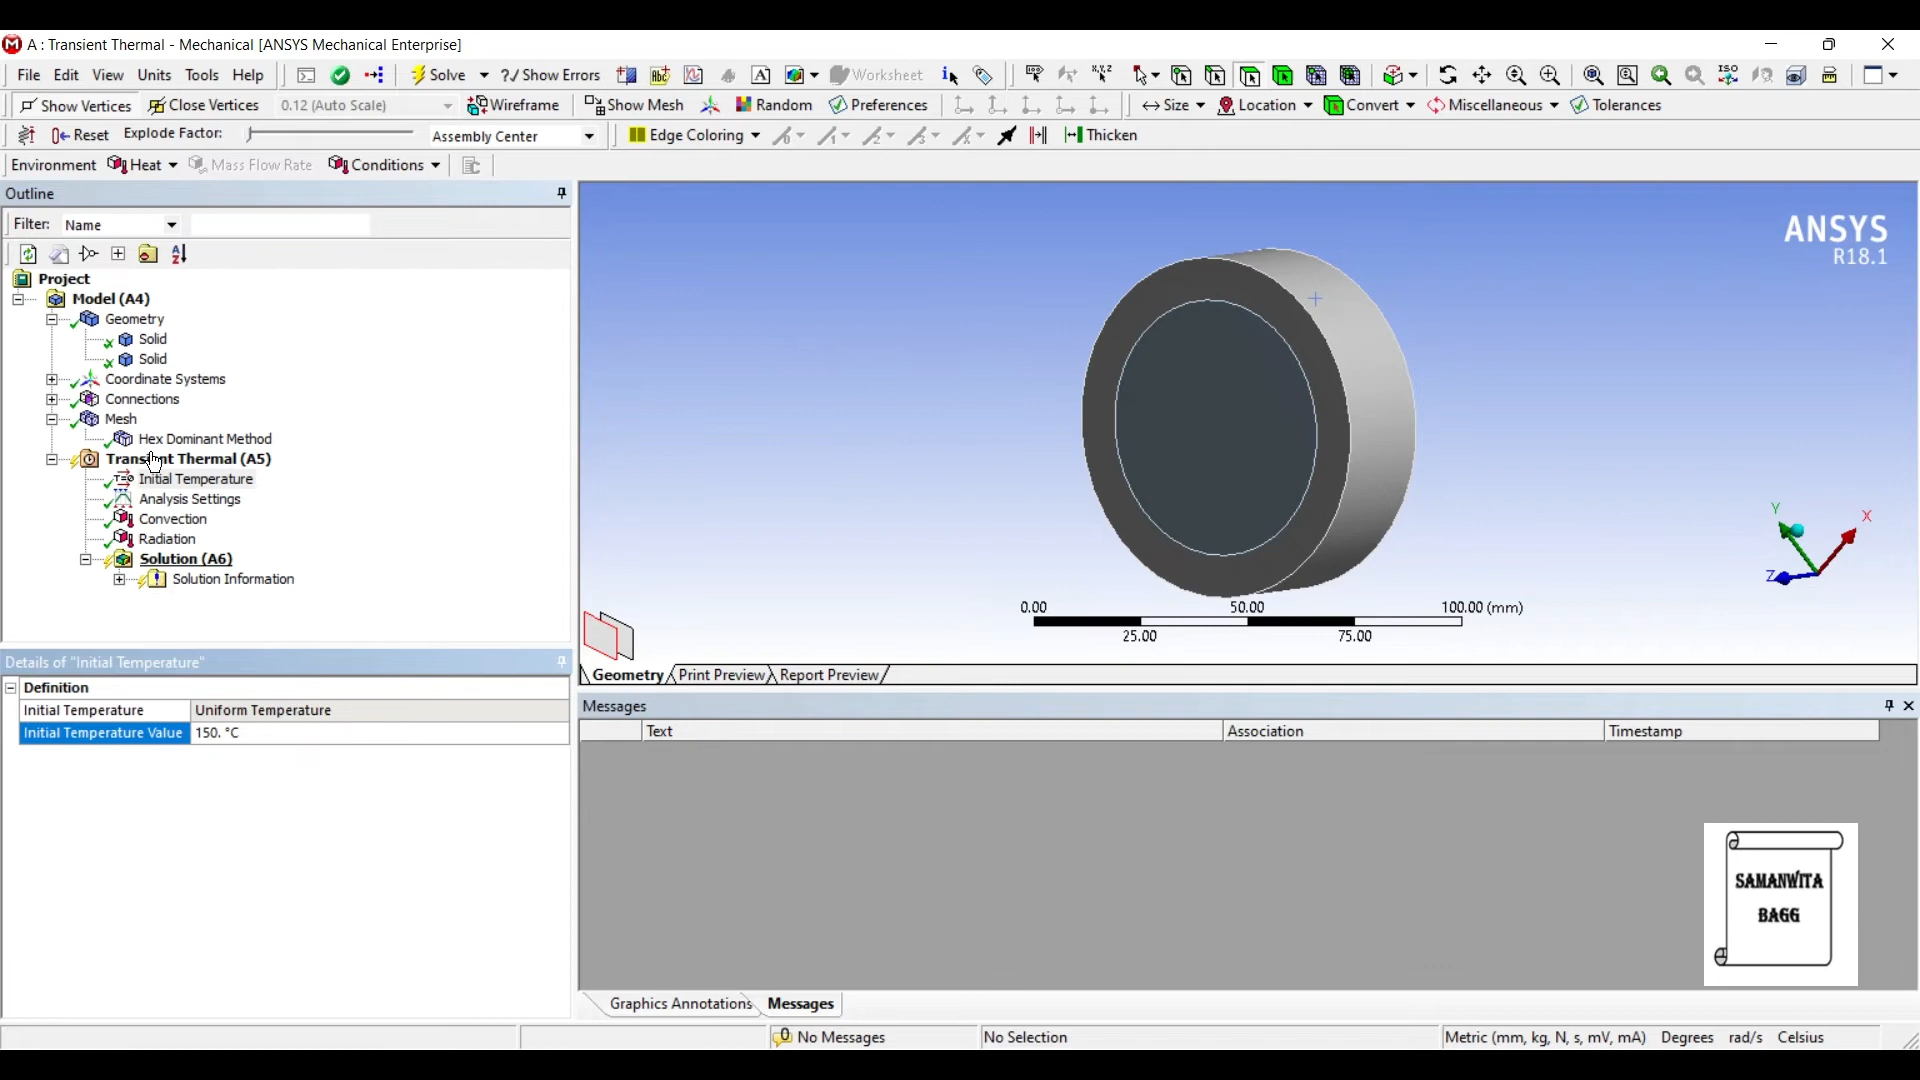 A : Transient Thermal - Mechanical [ANSYS Mechanical Enterprise]
File Edit View Units Tools Help Solve ?/ Show Errors Worksheet
Show Vertices Close Vertices 0.12 (Auto Scale) Wireframe Show Mesh Random Preferences Size Location Convert Miscellaneous Tolerances
Reset Explode Factor: Assembly Center Edge Coloring Thicken
Environment Heat Mass Flow Rate Conditions
Outline
Filter: Name
Project
Model (A4)
Geometry
Solid
Solid
Coordinate Systems
Connections
Mesh
Hex Dominant Method
Transient Thermal (A5)
Initial Temperature
Analysis Settings
Convection
Radiation
Solution (A6)
Solution Information
ANSYS
R18.1
Y
X
Z
0.00 50.00 100.00 (mm)
25.00 75.00
Geometry Print Preview Report Preview
Details of "Initial Temperature"
Definition
Initial Temperature Uniform Temperature
Initial Temperature Value 150. °C
Messages
Text Association Timestamp
SAMANWITA
BAGG
Graphics Annotations Messages
0 No Messages No Selection Metric (mm, kg, N, s, mV, mA) Degrees rad/s Celsius